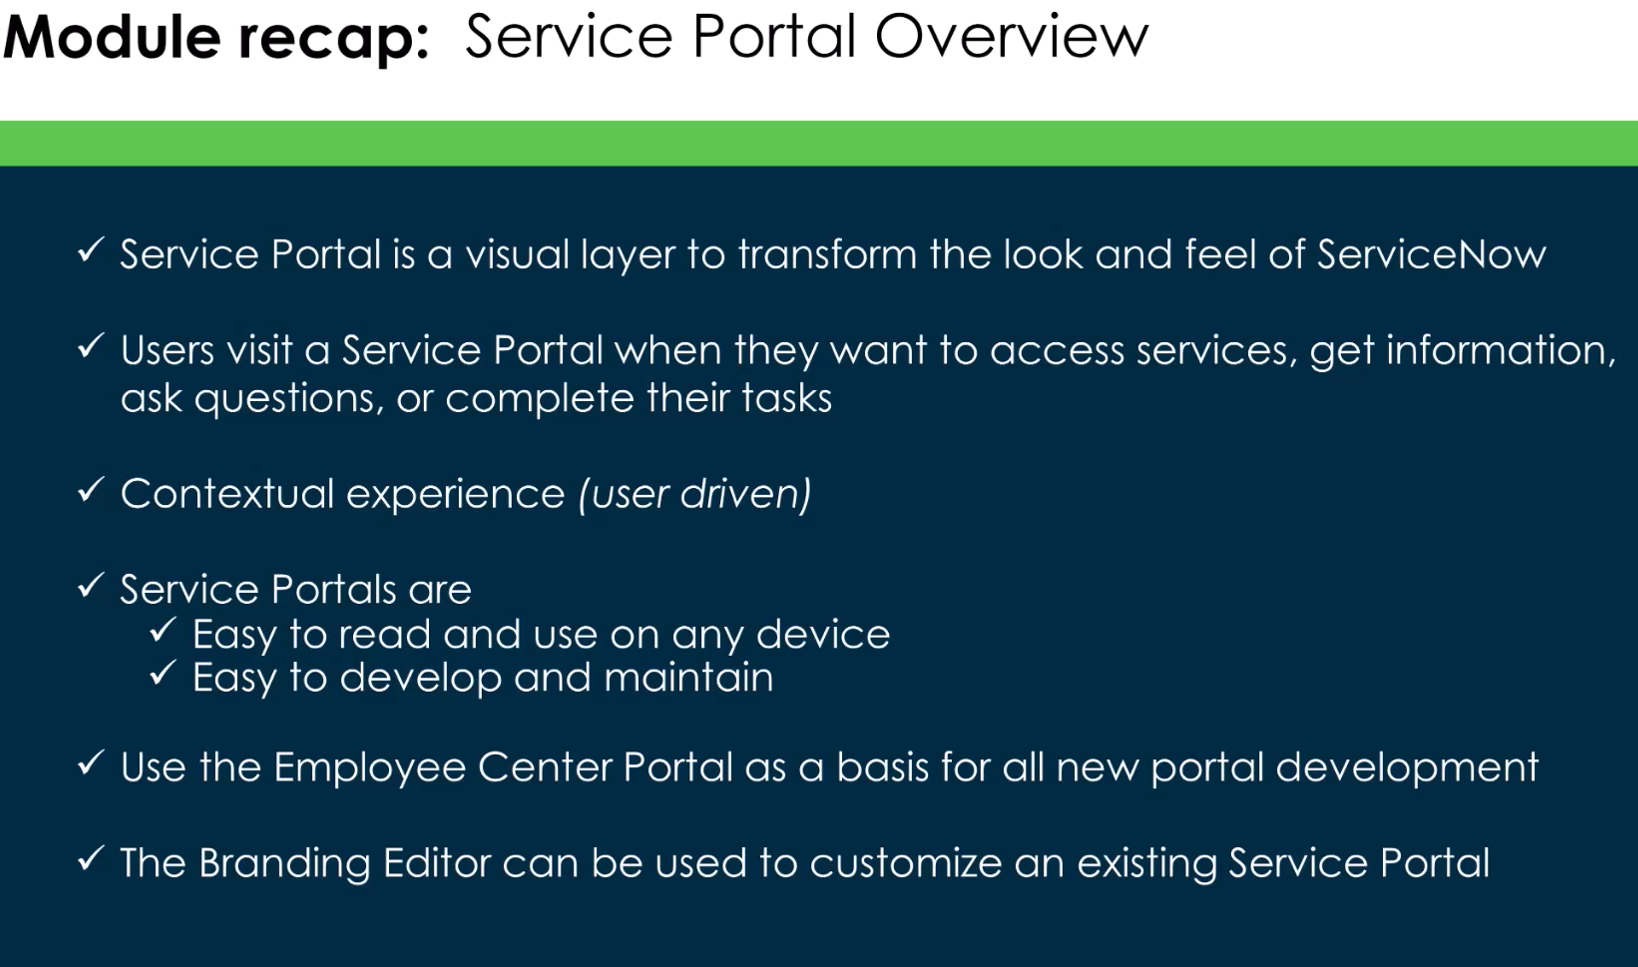 Module recap: Service Portal Overview
✓ Service Portal is a visual layer to transform the look and feel of ServiceNow
✓ Users visit a Service Portal when they want to access services, get information,
ask questions, or complete their tasks
✓ Contextual experience (user driven)
✓ Service Portals are
✓ Easy to read and use on any device
✓ Easy to develop and maintain
✓ Use the Employee Center Portal as a basis for all new portal development
✓ The Branding Editor can be used to customize an existing Service Portal